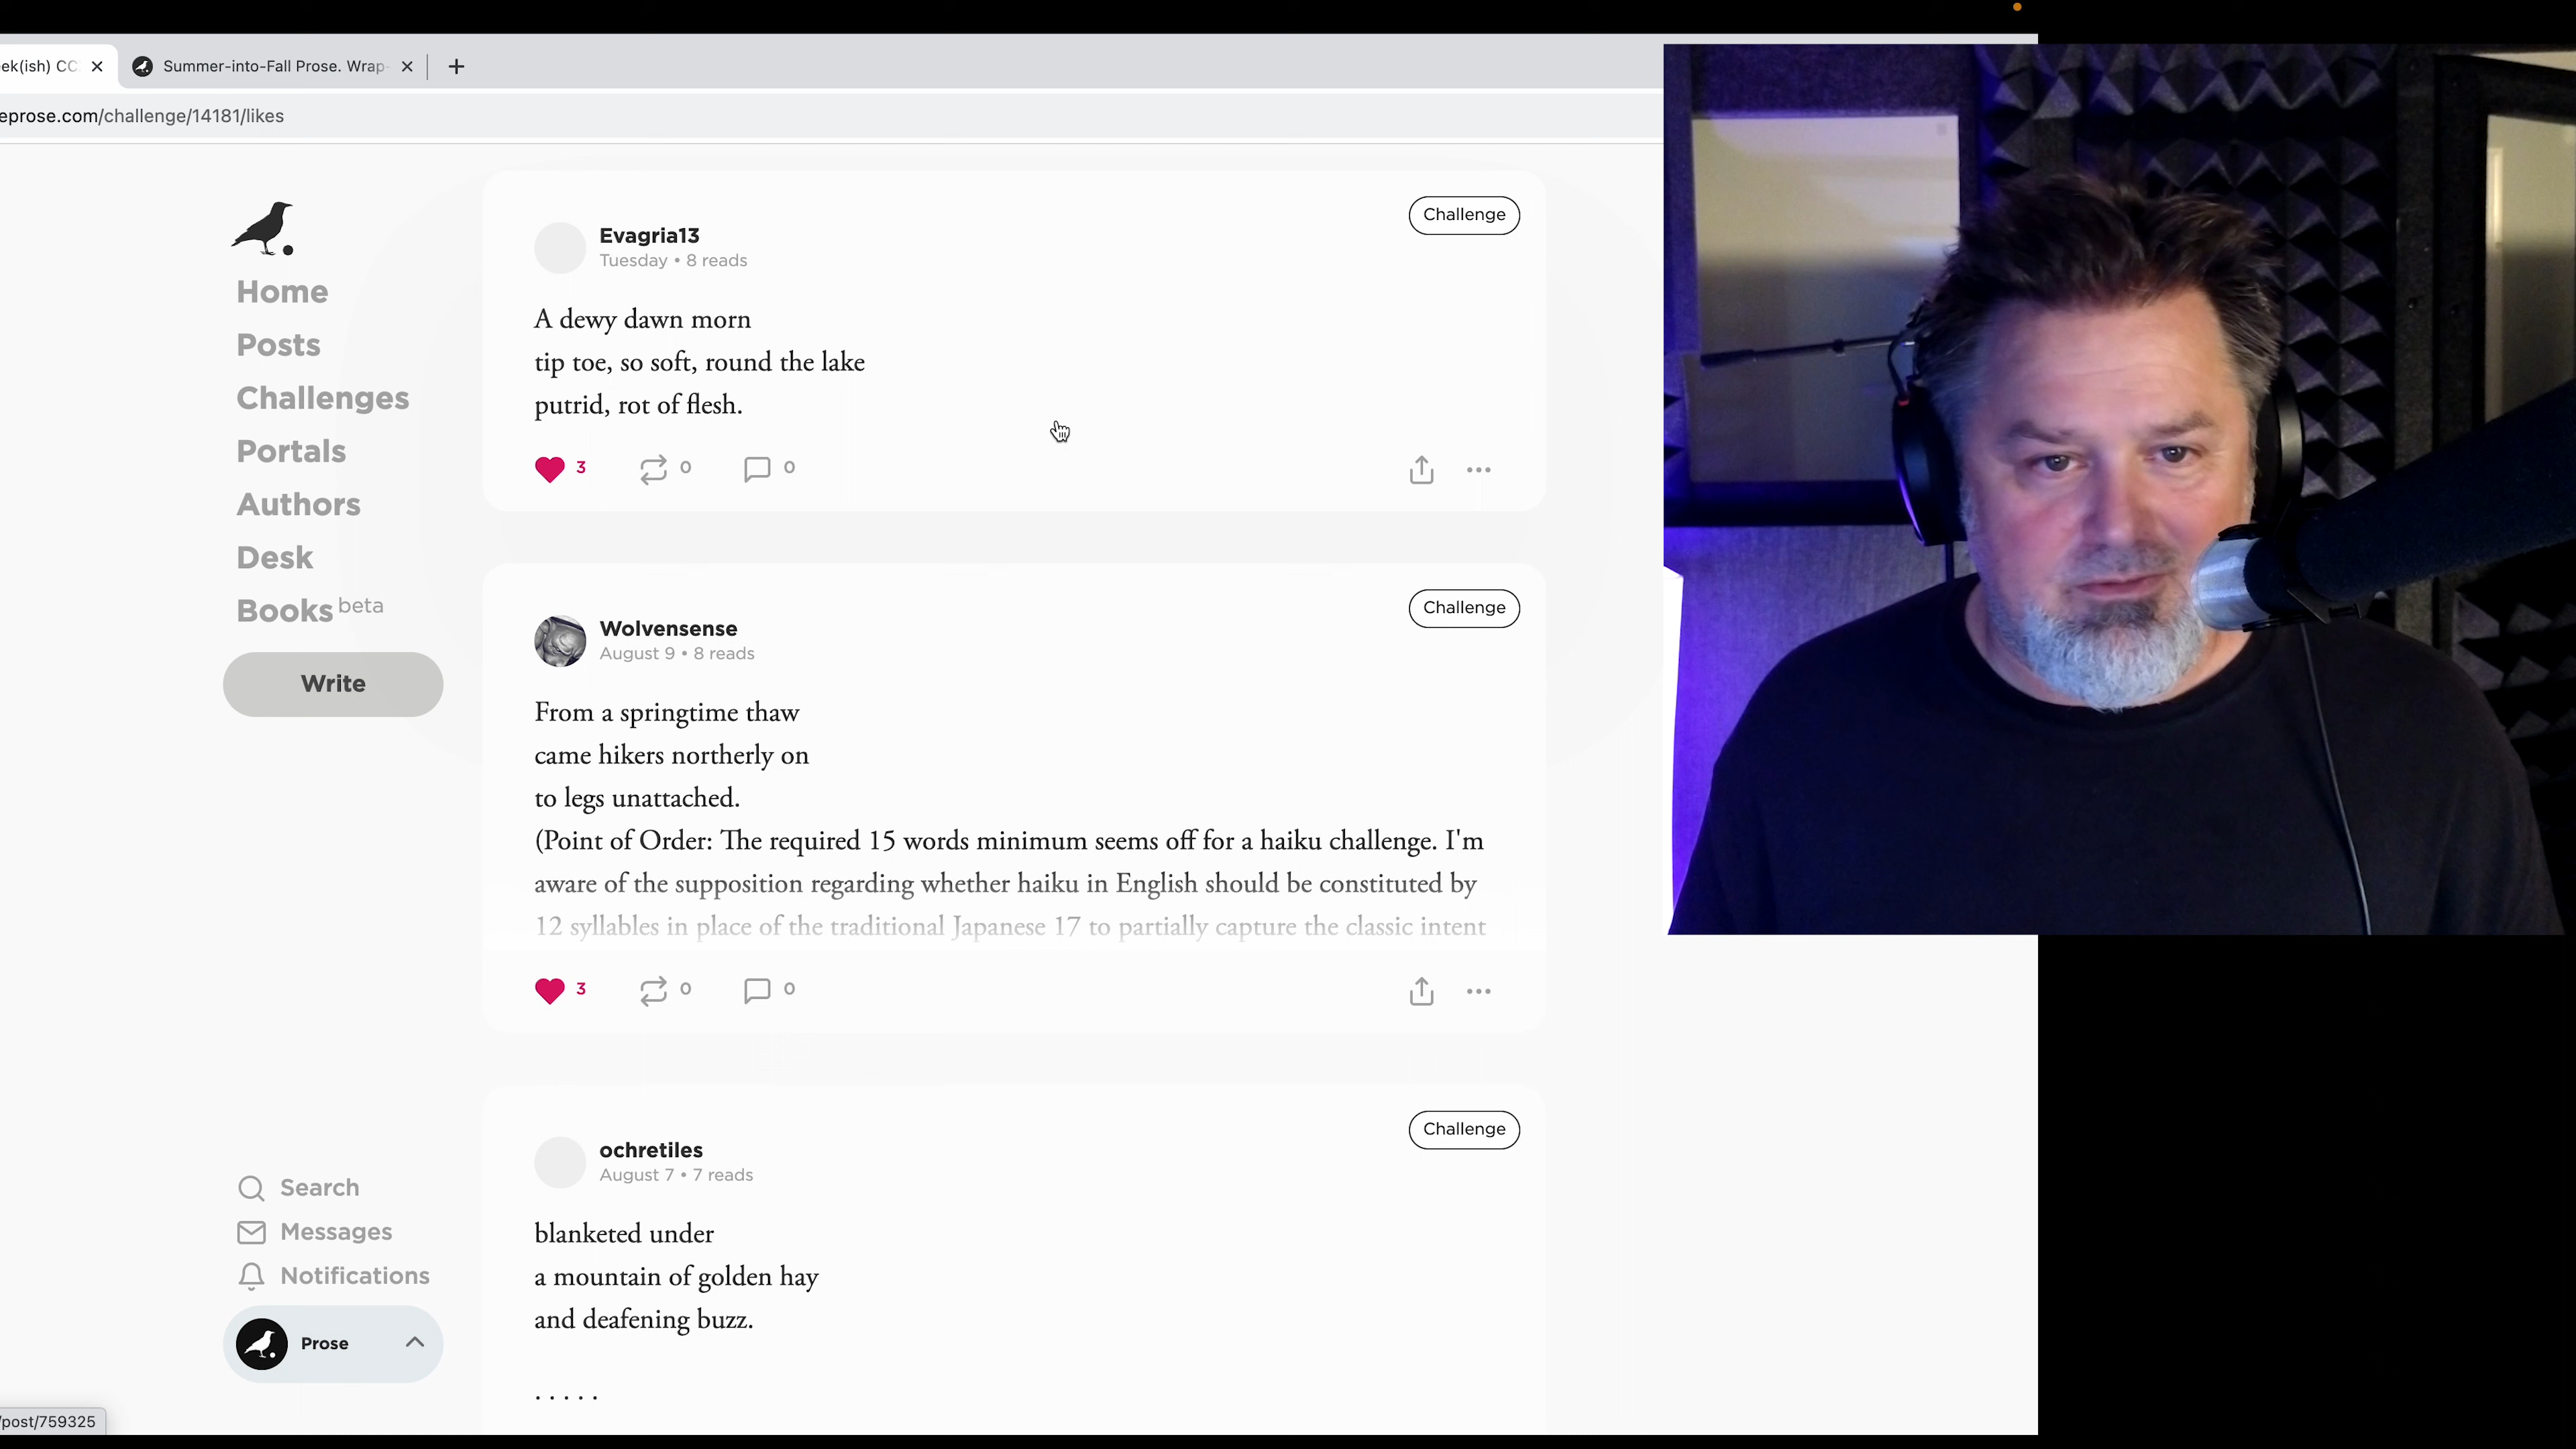 ek(ish) CC
Summer-into-Fall Prose. Wrap-
eprose.com/challenge/14181/likes
Home
Posts
Challenges
Portals
Authors
Desk
Books beta
Write
Search
Messages
Notifications
Prose
/post/759325
Challenge
Evagria13
Tuesday • 8 reads
A dewy dawn morn
tip toe, so soft, round the lake
putrid, rot of flesh.
3 0 0
Challenge
Wolvensense
August 9 • 8 reads
From a springtime thaw
came hikers northerly on
to legs unattached.
(Point of Order: The required 15 words minimum seems off for a haiku challenge. I'm
aware of the supposition regarding whether haiku in English should be constituted by
12 syllables in place of the traditional Japanese 17 to partially capture the classic intent
3 0 0
Challenge
ochretiles
August 7 • 7 reads
blanketed under
a mountain of golden hay
and deafening buzz.
. . . . .